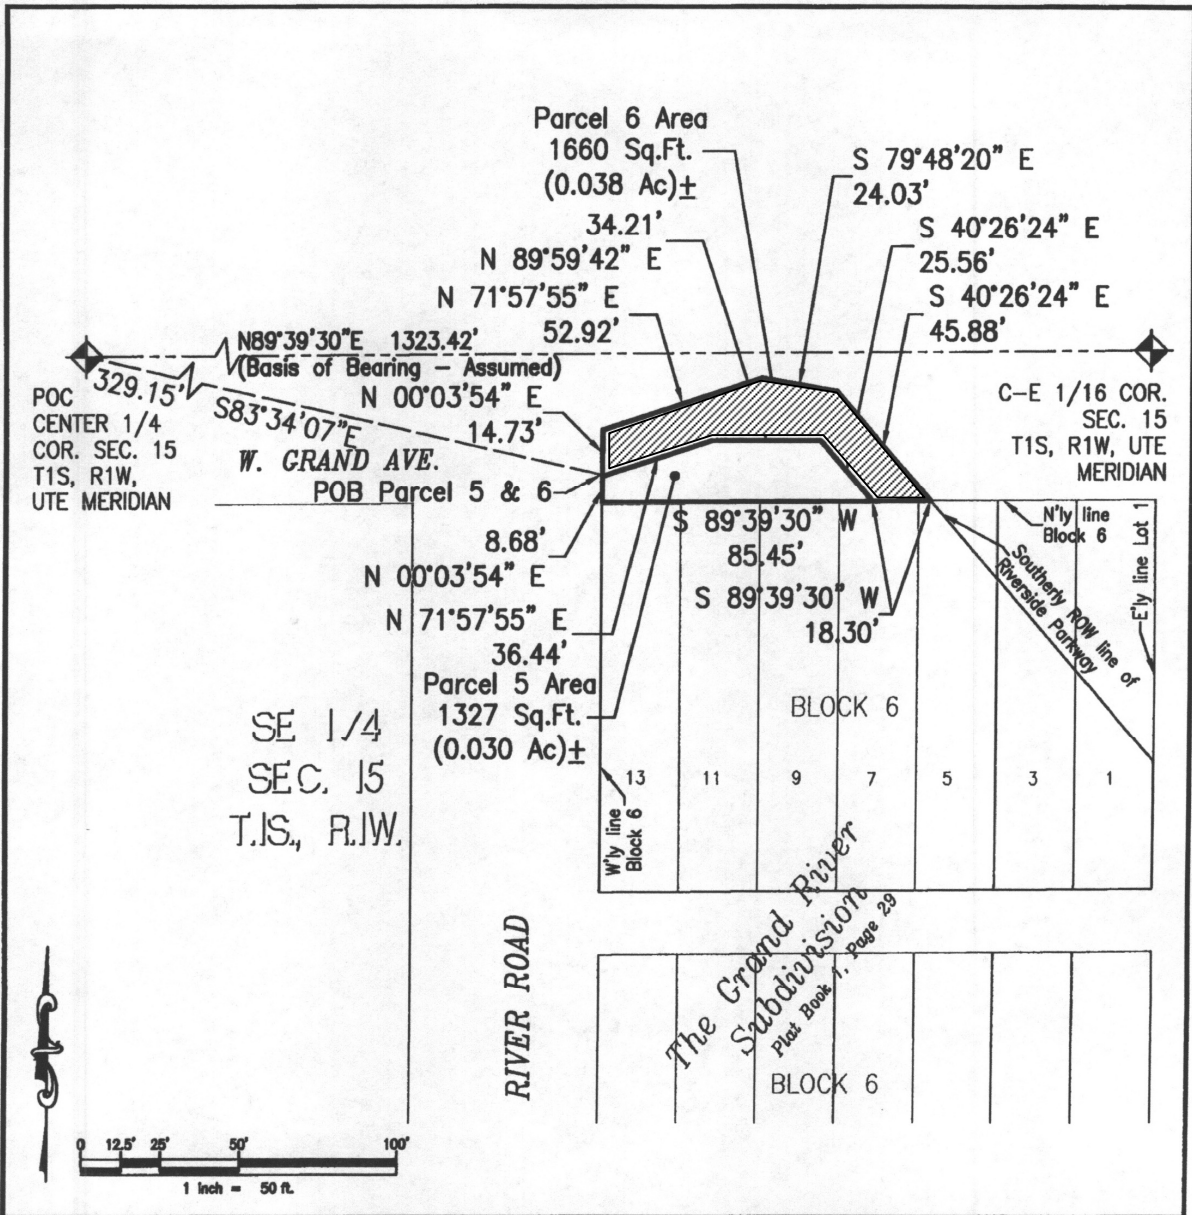 Parcel 6 Area
1660 Sq.Ft.
(0.038 Ac)±
S 79°48'20" E
24.03'
34.21'
N 89°59'42" E
S 40°26'24" E
25.56'
N 71°57'55" E
52.92'
S 40°26'24" E
45.88'
N89°39'30"E 1323.42'
(Basis of Bearing – Assumed)
329.15'
S83°34'07"E
N 00°03'54" E
14.73'
POC
CENTER 1/4
COR. SEC. 15
T1S, R1W,
UTE MERIDIAN
C-E 1/16 COR.
SEC. 15
T1S, R1W, UTE
MERIDIAN
W. GRAND AVE.
POB Parcel 5 & 6
8.68'
N 00°03'54" E
S 89°39'30" W
85.45'
N'ly line
Block 6
E'ly line Lot 1
Southerly ROW line of
Riverside Parkway
S 89°39'30" W
18.30'
N 71°57'55" E
36.44'
Parcel 5 Area
1327 Sq.Ft.
(0.030 Ac)±
BLOCK 6
SE 1/4
SEC. 15
T.1S., R.1W.
13 11 9 7 5 3 1
W'ly line
Block 6
The Grand River
Subdivision
Plat Book 1, Page 29
RIVER ROAD
BLOCK 6
0 12.5' 25' 50' 100'
1 inch = 50 ft.